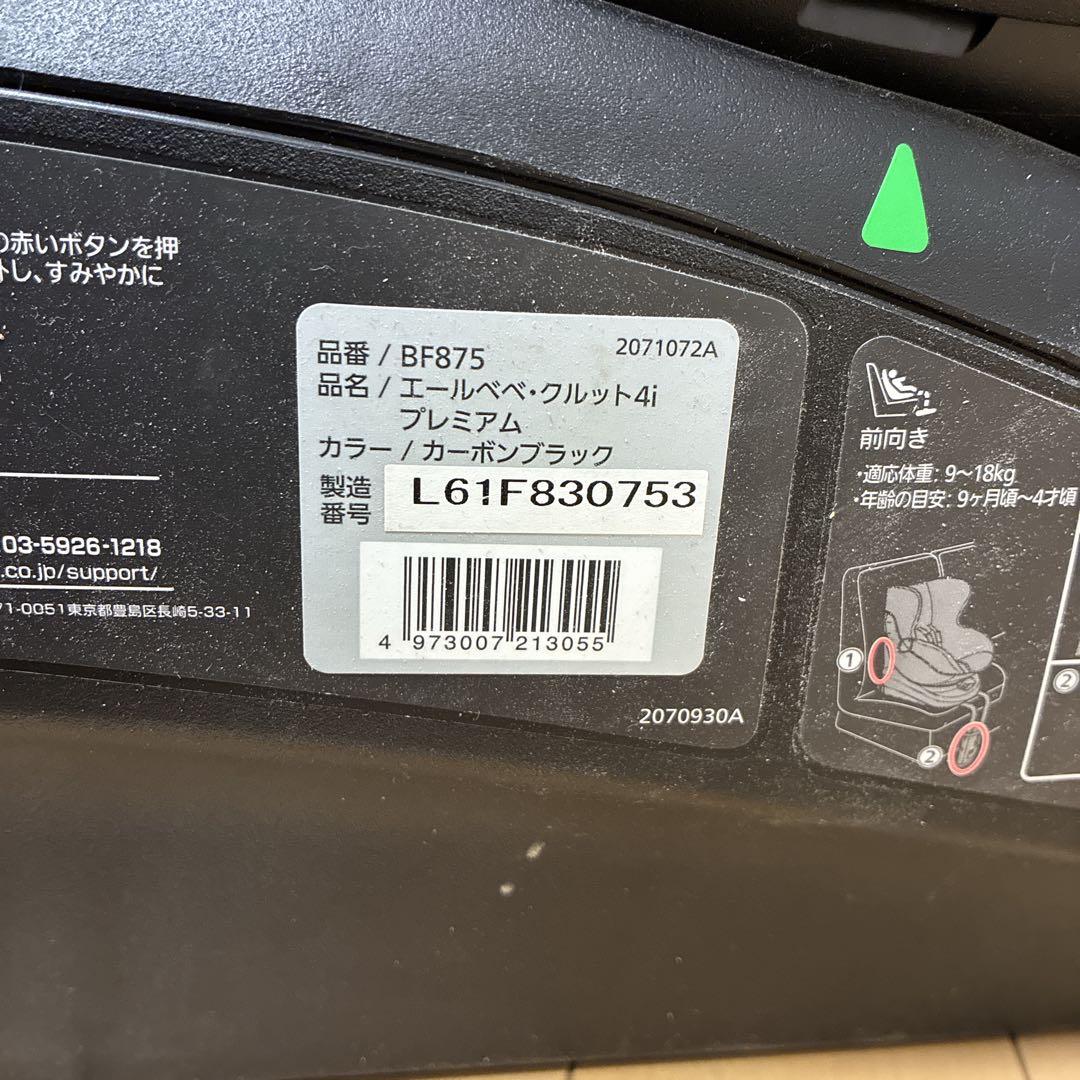 の赤いボタンを押
し、すみやかに
03-5926-1218
.co.jp/support/
71-0051東京都豊島区長崎5-33-11
2071072A
品番 / BF875
品名 / エールベベ・クルット4i
プレミアム
カラー / カーボンブラック
製造
番号
L61F830753
4 973007 213055
2070930A
前向き
・適応体重: 9〜18kg
・年齢の目安: 9ヶ月頃〜4才頃
①
②
②